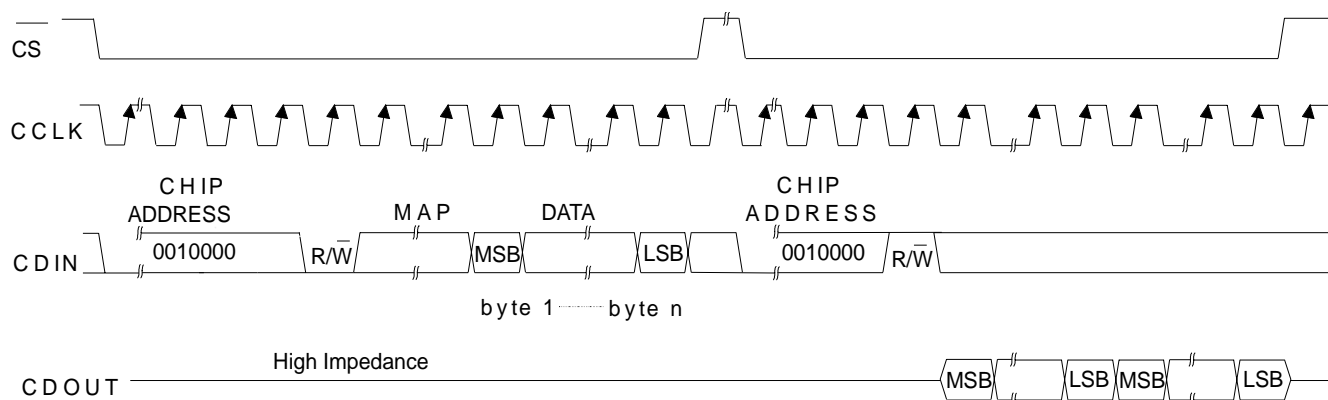 CS
CCLK
CHIP
ADDRESS
MAP
DATA
CHIP
ADDRESS
CDIN
0010000
R/W
MSB
LSB
0010000
R/W
byte 1
byte n
High Impedance
CDOUT
MSB
LSB
MSB
LSB